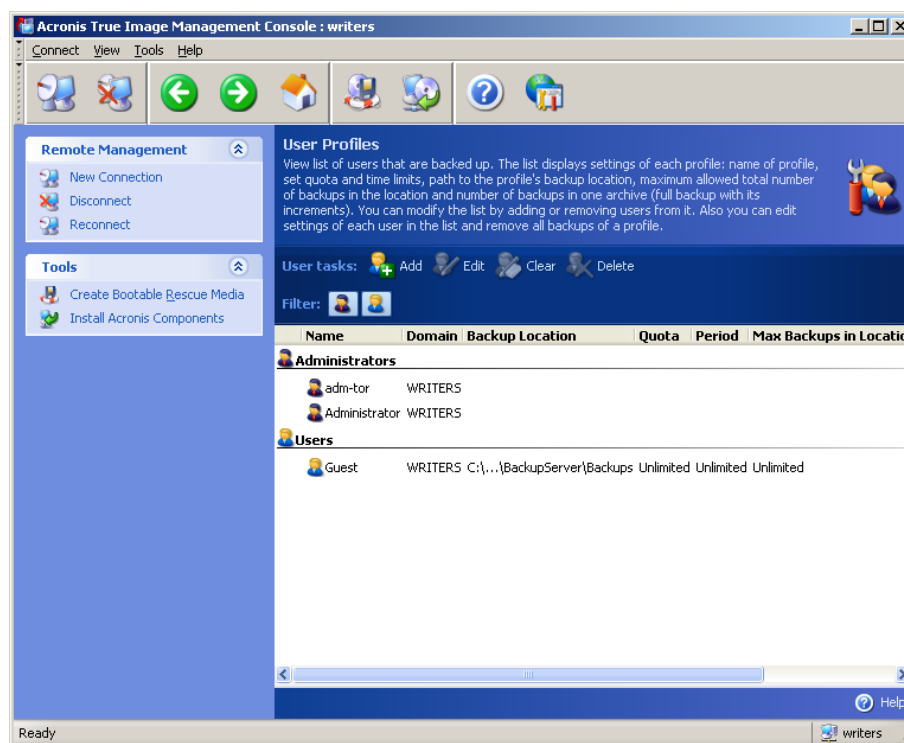 Acronis True Image Management Console : writers
Connect View Tools Help
Remote Management
New Connection
Disconnect
Reconnect
Tools
Create Bootable Rescue Media
Install Acronis Components
User Profiles
View list of users that are backed up. The list displays settings of each profile: name of profile,
set quota and time limits, path to the profile's backup location, maximum allowed total number
of backups in the location and number of backups in one archive (full backup with its
increments). You can modify the list by adding or removing users from it. Also you can edit
settings of each user in the list and remove all backups of a profile.
User tasks: Add Edit Clear Delete
Filter:
Name Domain Backup Location Quota Period Max Backups in Locatio
Administrators
adm-tor WRITERS
Administrator WRITERS
Users
Guest WRITERS C:\...\BackupServer\Backups Unlimited Unlimited Unlimited
Help
Ready writers